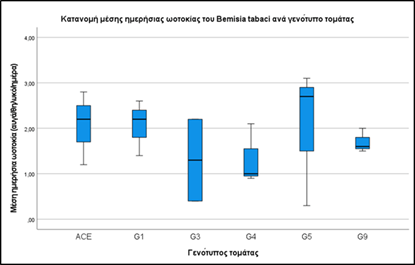 Κατανομή μέσης ημερήσιας ωοτοκίας του Bemisia tabaci ανά γενότυπο τομάτας
Μέση ημερήσια ωοτοκία (αυγά/θηλυκό/ημέρα)
4,00
3,00
2,00
1,00
,00
ACE G1 G3 G4 G5 G9
Γενότυπος τομάτας